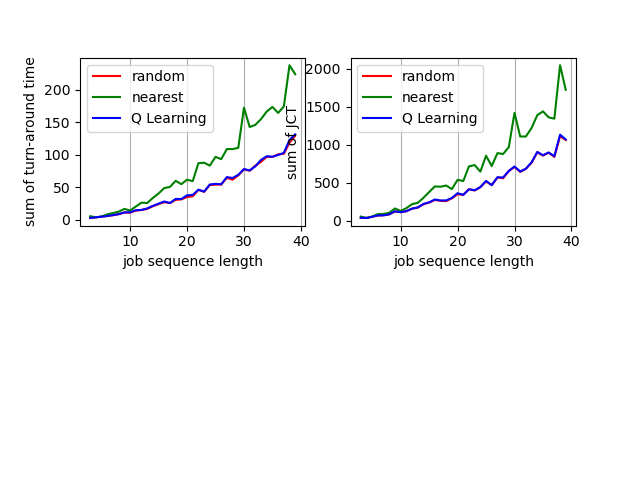 sum of turn-around time
200
150
100
50
0
random
nearest
Q Learning
10
20
30
40
job sequence length
sum of JCT
2000
1500
1000
500
0
random
nearest
Q Learning
10
20
30
40
job sequence length